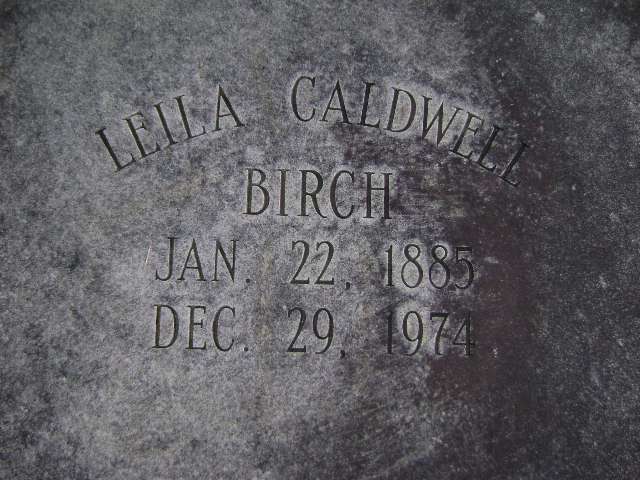 LEILA CALDWELL
BIRCH
JAN. 22, 1885
DEC. 29, 1974